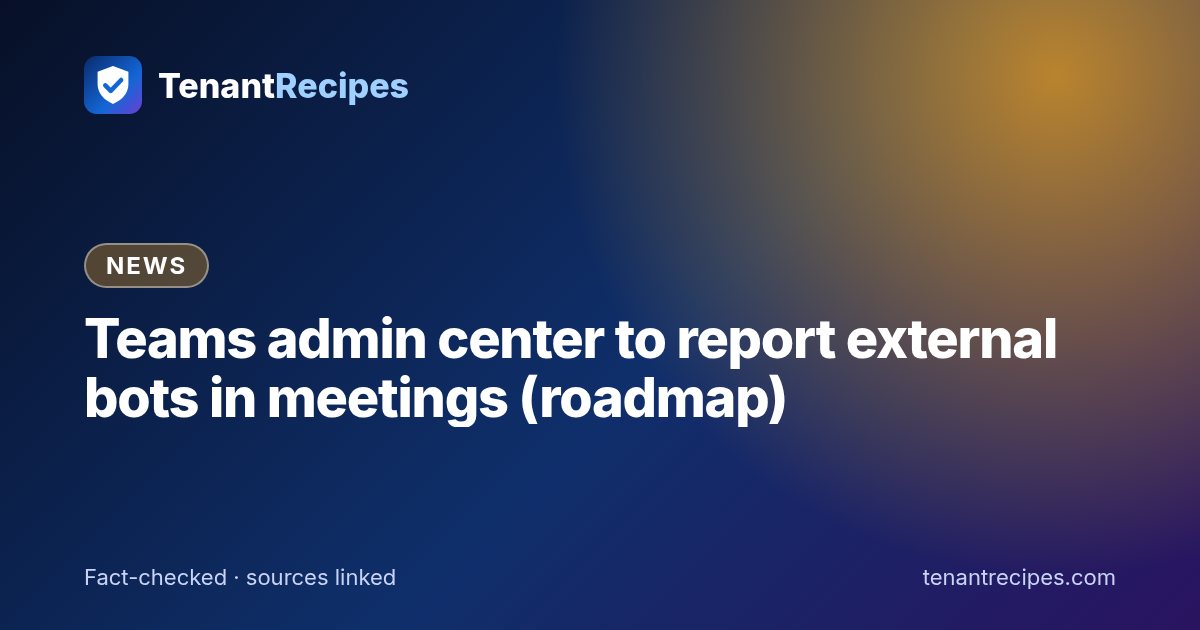 TenantRecipes
NEWS
Teams admin center to report external
bots in meetings (roadmap)
Fact-checked · sources linked
tenantrecipes.com